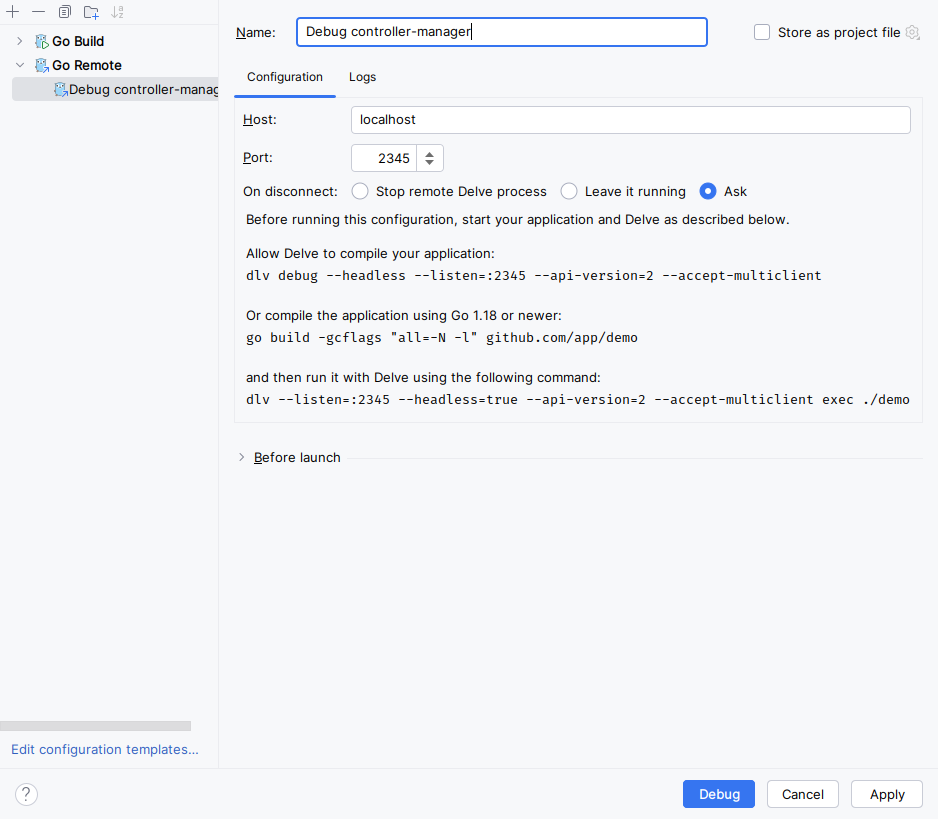 Go Build
Go Remote
Debug controller-manag
Edit configuration templates...
Name: Debug controller-manager
Store as project file
Configuration Logs
Host: localhost
Port: 2345
On disconnect: Stop remote Delve process Leave it running Ask
Before running this configuration, start your application and Delve as described below.
Allow Delve to compile your application:
dlv debug --headless --listen=:2345 --api-version=2 --accept-multiclient
Or compile the application using Go 1.18 or newer:
go build -gcflags "all=-N -l" github.com/app/demo
and then run it with Delve using the following command:
dlv --listen=:2345 --headless=true --api-version=2 --accept-multiclient exec ./demo
Before launch
? Debug Cancel Apply